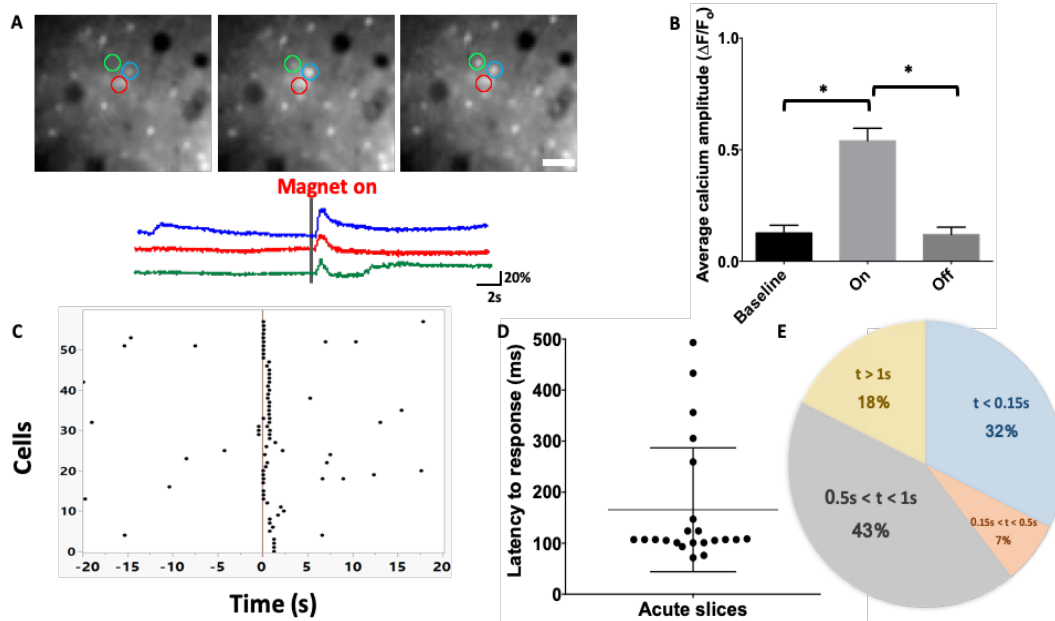 A
Magnet on
20%
2s
B
Average calcium amplitude (ΔF/Fo)
1.0
0.5
0.0
*
*
Baseline
On
Off
C
Cells
50
40
30
20
10
0
-20
-15
-10
-5
0
5
10
15
20
Time (s)
D
Latency to response (ms)
500
400
300
200
100
0
Acute slices
E
t > 1s
18%
t < 0.15s
32%
0.5s < t < 1s
43%
0.15s < t < 0.5s
7%